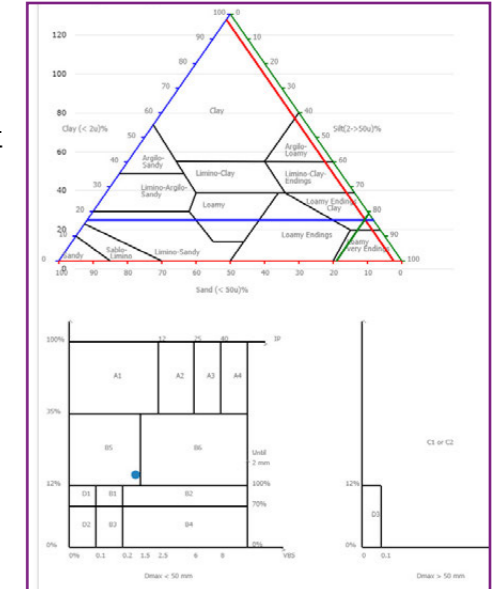 120
100
80
60
40
20
0
100
90
80
70
60
50
40
30
20
10
0
0
10
20
30
40
50
60
70
80
90
100
Clay (< 2u)%
Silt(2->50u)%
Clay
Argilo-
Sandy
Argilo-
Loamy
Limino-Clay
Limino-Clay-
Endings
Limino-Argilo-
Sandy
Loamy
Loamy Endings
Clay
Loamy Endings
Loamy
very Endings
Sandy
Sablo-
Limino
Limino-Sandy
100 90 80 70 60 50 40 30 20 10 0
Sand (< 50u)%
12 25 40 IP
100%
A1 A2 A3 A4
35%
B5 B6
Until
2 mm
12% 100%
D1 B1 B2
70%
D2 B3 B4
0% 0%
0% 0.1 0.2 1.5 2.5 6 8 VBS
Dmax < 50 mm
C1 or C2
12%
D3
0%
0 0.1
Dmax > 50 mm